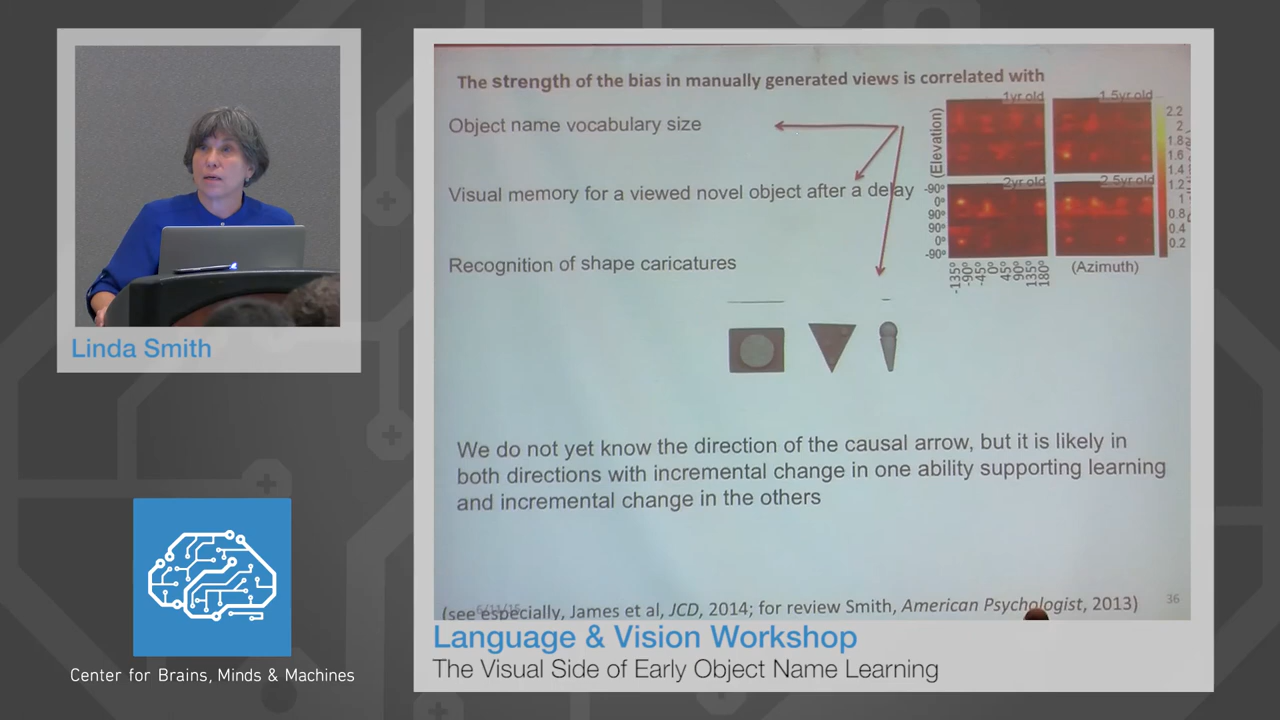 Linda Smith
Center for Brains, Minds & Machines
The strength of the bias in manually generated views is correlated with
Object name vocabulary size
Visual memory for a viewed novel object after a delay
Recognition of shape caricatures
1yr old
1.5yr old
2yr old
2.5yr old
(Elevation)
-90º
0º
90º
90º
0º
-90º
-135º
-90º
-45º
0º
45º
90º
135º
180º
(Azimuth)
2.2
2
1.8
1.6
1.4
1.2
1
0.8
0.4
0.2
We do not yet know the direction of the causal arrow, but it is likely in
both directions with incremental change in one ability supporting learning
and incremental change in the others
(see especially, James et al, JCD, 2014; for review Smith, American Psychologist, 2013)
36
Language & Vision Workshop
The Visual Side of Early Object Name Learning